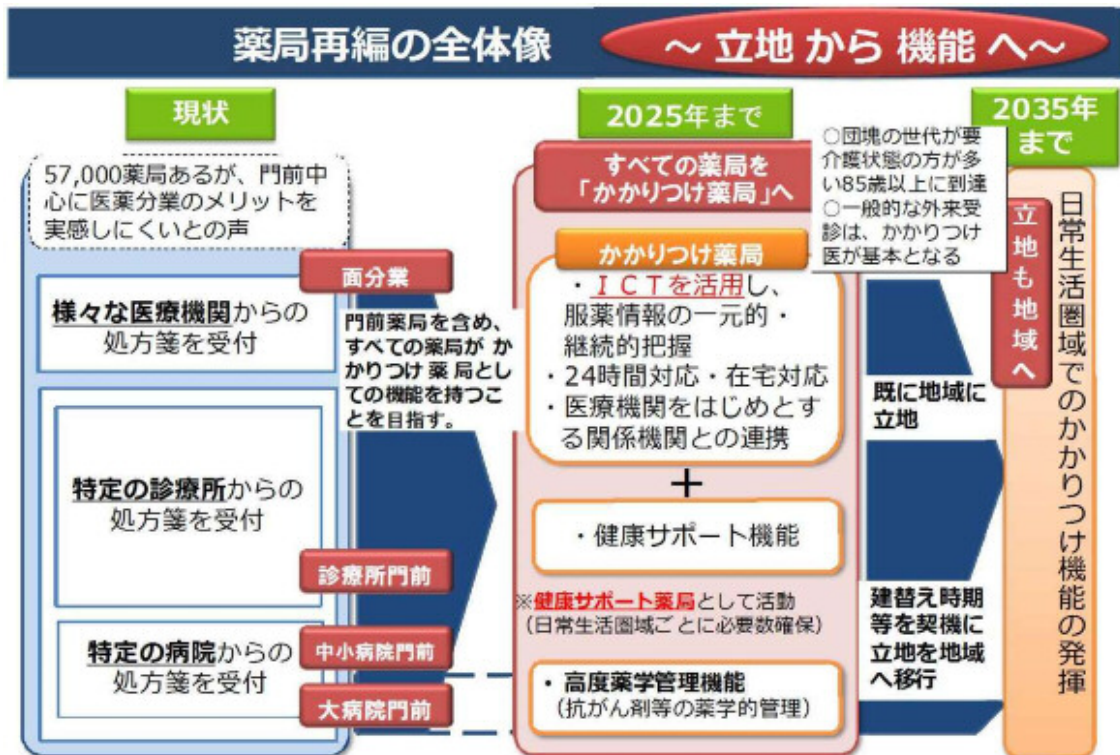 薬局再編の全体像
～ 立地 から 機能 へ～
現状
57,000薬局あるが、門前中
心に医薬分業のメリットを
実感しにくいとの声
様々な医療機関からの
処方箋を受付
特定の診療所からの
処方箋を受付
特定の病院からの
処方箋を受付
面分業
門前薬局を含め、
すべての薬局が か
かりつけ 薬 局とし
ての機能を持つこ
とを目指す。
診療所門前
中小病院門前
大病院門前
2025年まで
すべての薬局を
「かかりつけ薬局」へ
かかりつけ薬局
・ＩＣＴを活用し、
服薬情報の一元的・
継続的把握
・24時間対応・在宅対応
・医療機関をはじめとす
る関係機関との連携
＋
・健康サポート機能
※健康サポート薬局として活動
（日常生活圏域ごとに必要数確保）
・高度薬学管理機能
（抗がん剤等の薬学的管理）
○団塊の世代が要
介護状態の方が多
い85歳以上に到達
○一般的な外来受
診は、かかりつけ
医が基本となる
既に地域に
立地
建替え時期
等を契機に
立地を地域
へ移行
2035年
まで
立地も地域へ
日常生活圏域でのかかりつけ機能の発揮